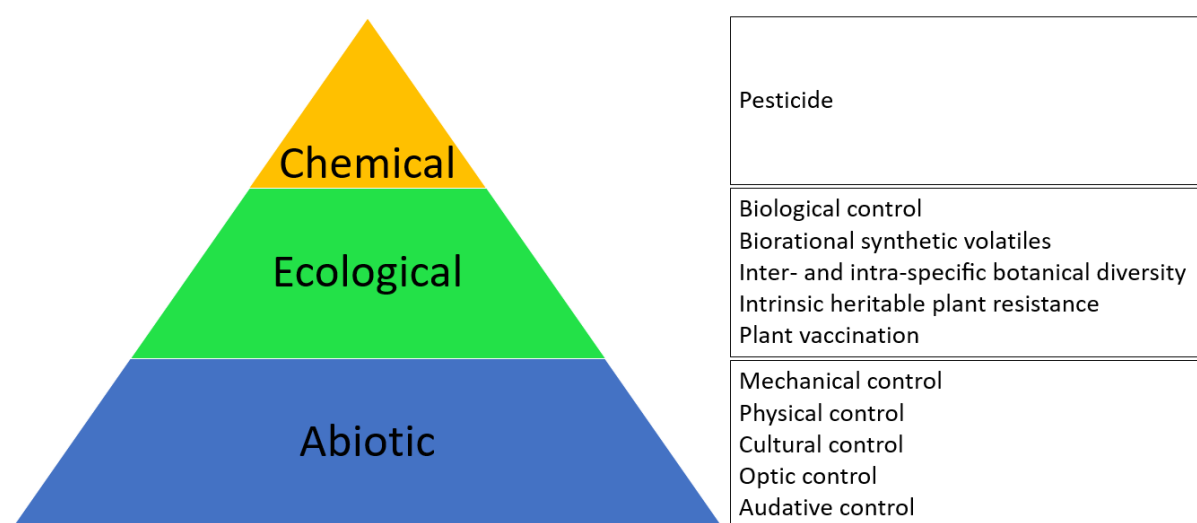 Chemical
Pesticide
Ecological
Biological control
Biorational synthetic volatiles
Inter- and intra-specific botanical diversity
Intrinsic heritable plant resistance
Plant vaccination
Abiotic
Mechanical control
Physical control
Cultural control
Optic control
Audative control